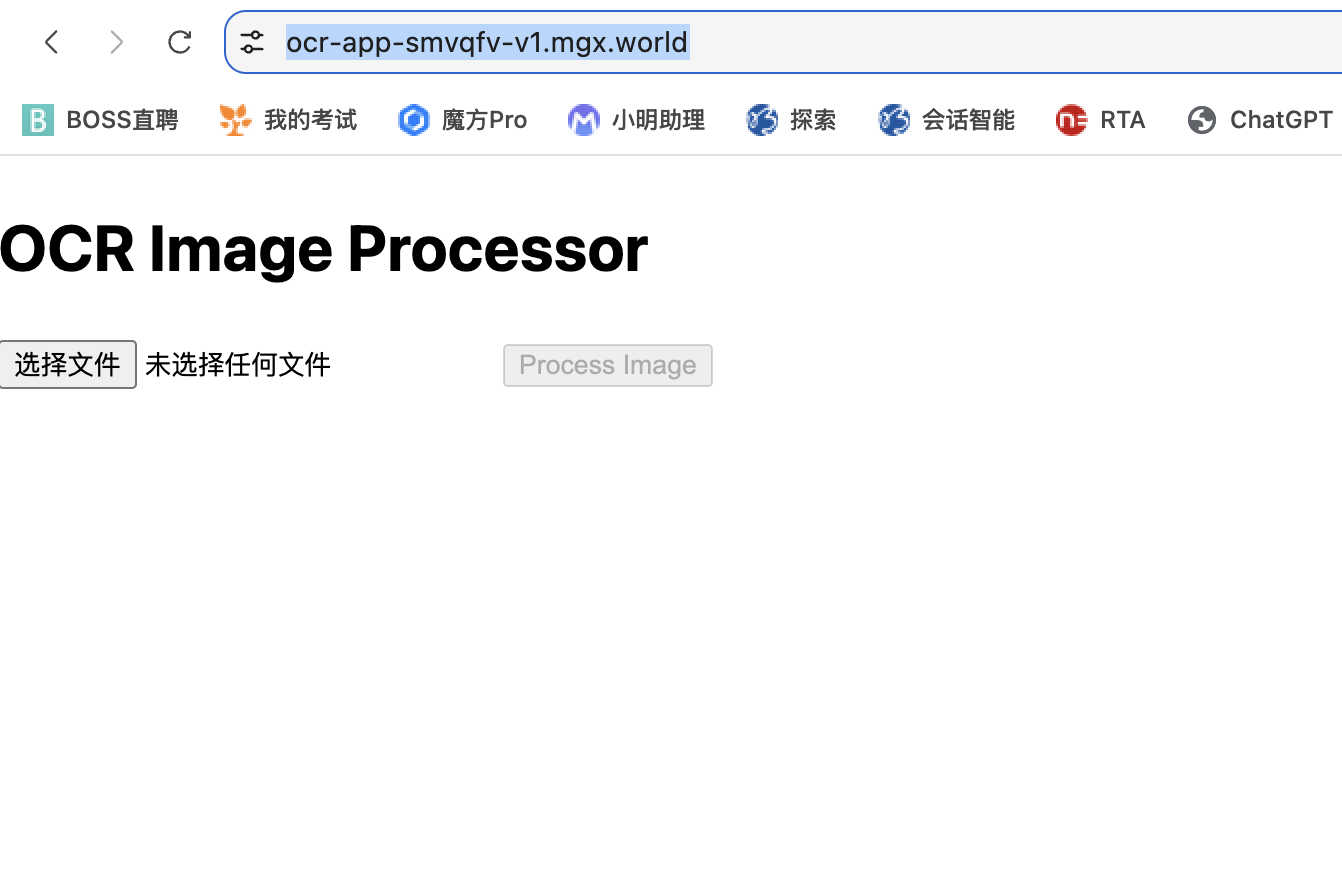 ocr-app-smvqfv-v1.mgx.world
BOSS直聘 我的考试 魔方Pro 小明助理 探索 会话智能 RTA ChatGPT
OCR Image Processor
选择文件 未选择任何文件 Process Image